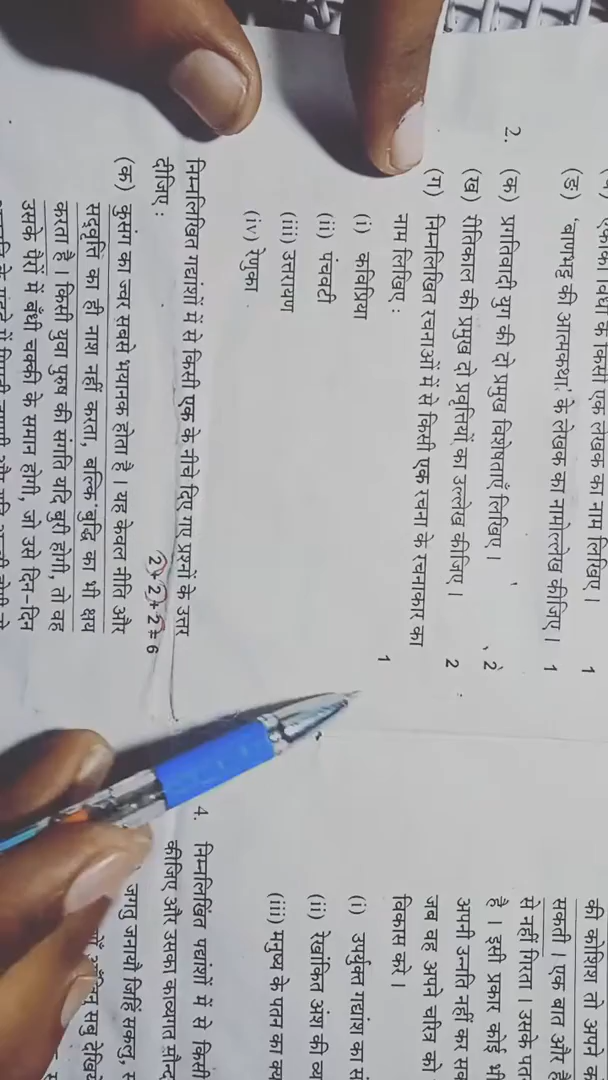 एकांकी विधा के किसी एक लेखक का नाम लिखिए । 1
(ङ) 'बाणभट्ट की आत्मकथा' के लेखक का नामोल्लेख कीजिए । 1
2. (क) प्रगतिवादी युग की दो प्रमुख विशेषताएँ लिखिए । 2
(ख) रीतिकाल की प्रमुख दो प्रवृत्तियों का उल्लेख कीजिए । 2
(ग) निम्नलिखित रचनाओं में से किसी एक रचना के रचनाकार का
नाम लिखिए : 1
(i) कविप्रिया
(ii) पंचवटी
(iii) उत्तरायण
(iv) रेणुका
निम्नलिखित गद्यांशों में से किसी एक के नीचे दिए गए प्रश्नों के उत्तर
दीजिए : 2+2+2=6
(क) कुसंग का ज्वर सबसे भयानक होता है । यह केवल नीति और
सद्वृत्ति का ही नाश नहीं करता, बल्कि बुद्धि का भी क्षय
करता है । किसी युवा पुरुष की संगति यदि बुरी होगी, तो वह
उसके पैरों में बँधी चक्की के समान होगी, जो उसे दिन-दिन
की कोशिश तो अपने
सकती । एक बात और है
से नहीं गिरता । उसके पत
है । इसी प्रकार कोई भी
अपनी उन्नति नहीं कर सक
जब वह अपने चरित्र को
विकास करे ।
(i) उपर्युक्त गद्यांश का सं
(ii) रेखांकित अंश की व्य
(iii) मनुष्य के पतन का क्य
4. निम्नलिखित पद्यांशों में से किसी
कीजिए और उसका काव्यगत सौन्द
जगतु जनायौ जिहिं सकलु,
सबु देखि